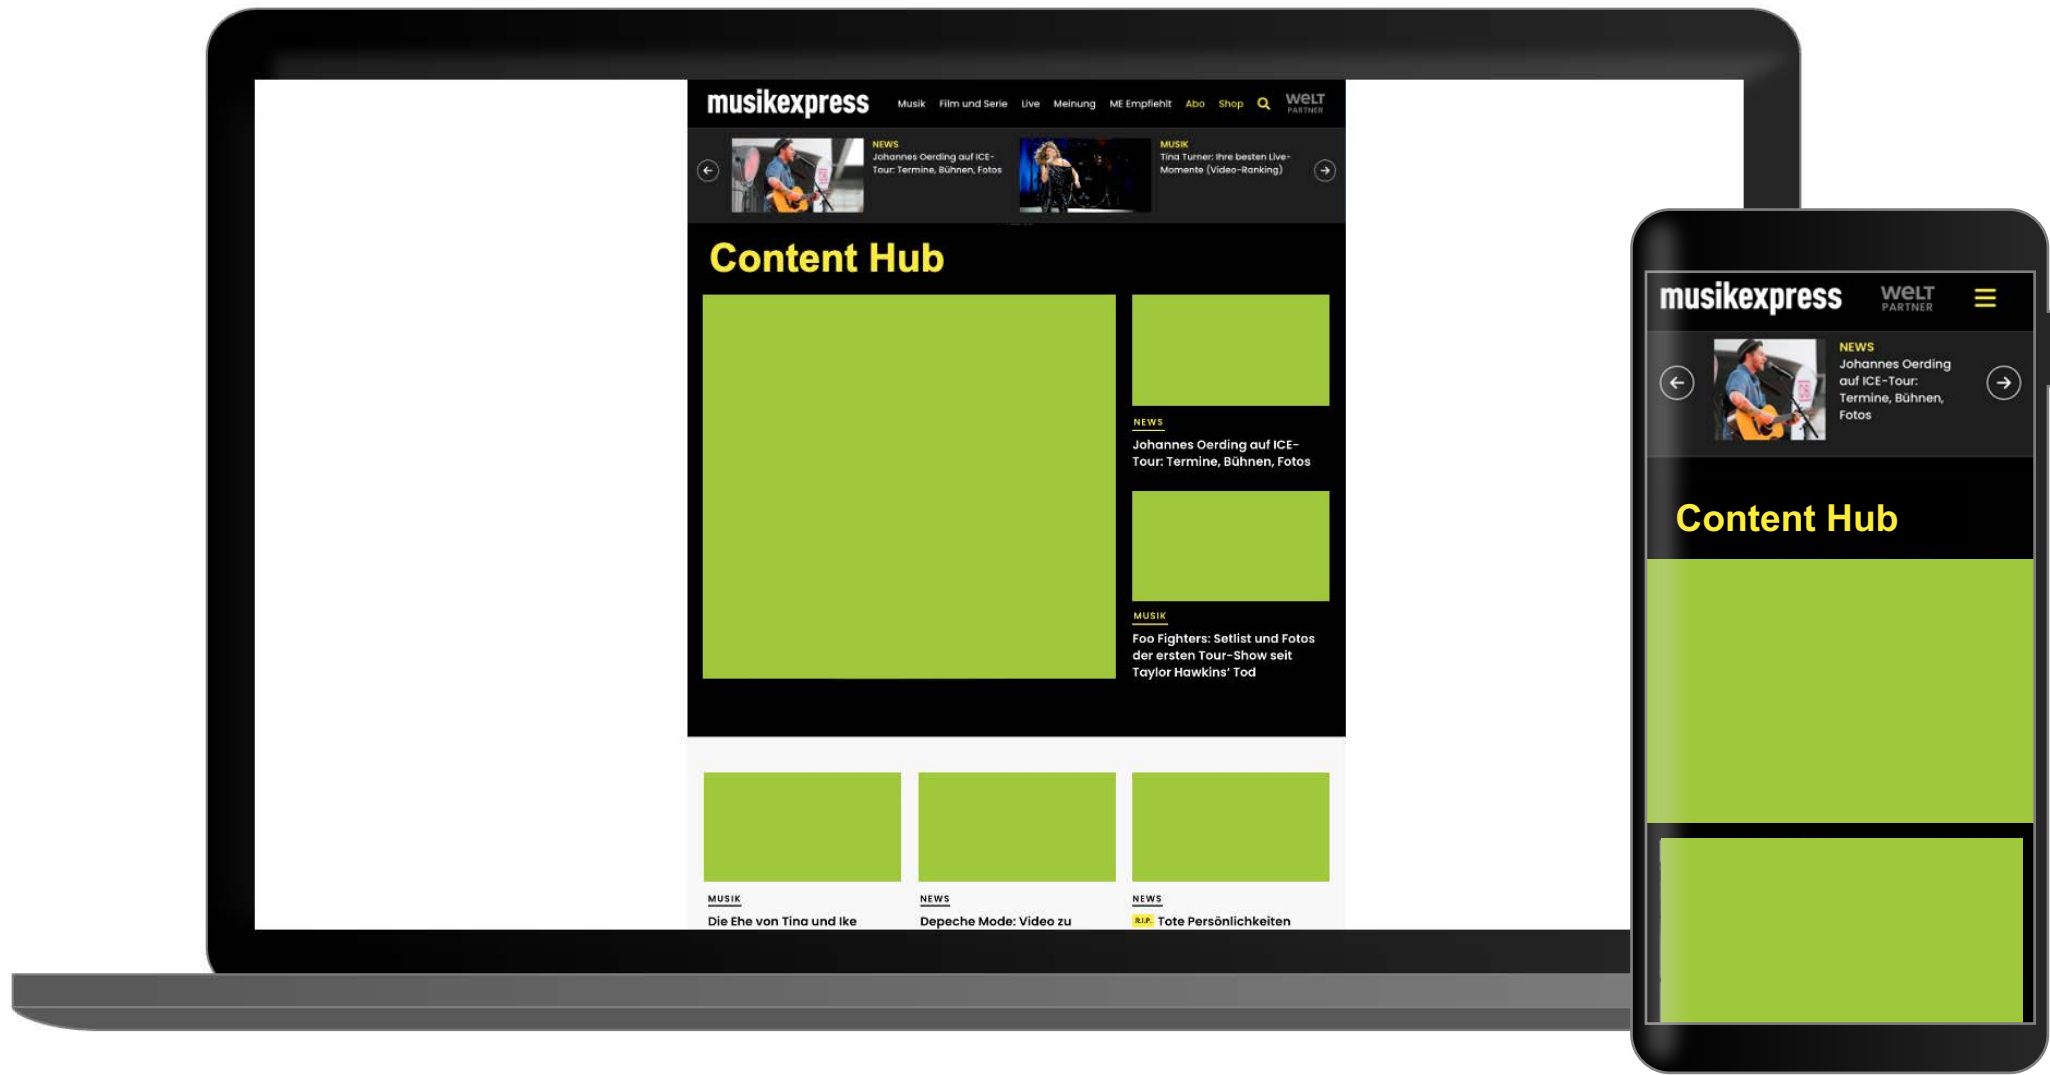 musikexpress
Musik Film und Serie Live Meinung ME Empfiehlt Abo Shop
WELT
PARTNER
NEWS
Johannes Oerding auf ICE-
Tour: Termine, Bühnen, Fotos
MUSIK
Tina Turner: Ihre besten Live-
Momente (Video-Ranking)
Content Hub
NEWS
Johannes Oerding auf ICE-
Tour: Termine, Bühnen, Fotos
MUSIK
Foo Fighters: Setlist und Fotos
der ersten Tour-Show seit
Taylor Hawkins‘ Tod
MUSIK
Die Ehe von Tina und Ike
NEWS
Depeche Mode: Video zu
NEWS
R.I.P. Tote Persönlichkeiten
musikexpress
WELT
PARTNER
NEWS
Johannes Oerding
auf ICE-Tour:
Termine, Bühnen,
Fotos
Content Hub